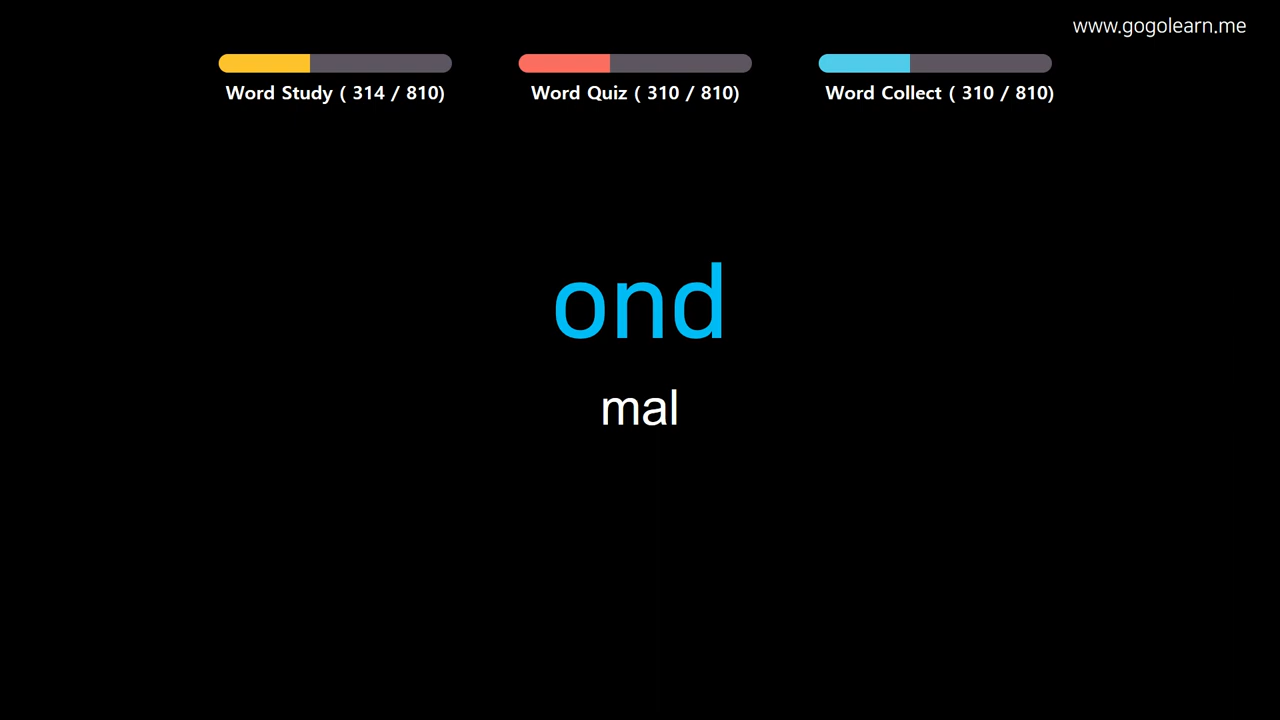 www.gogolearn.me
Word Study ( 314 / 810)
Word Quiz ( 310 / 810)
Word Collect ( 310 / 810)
ond
mal